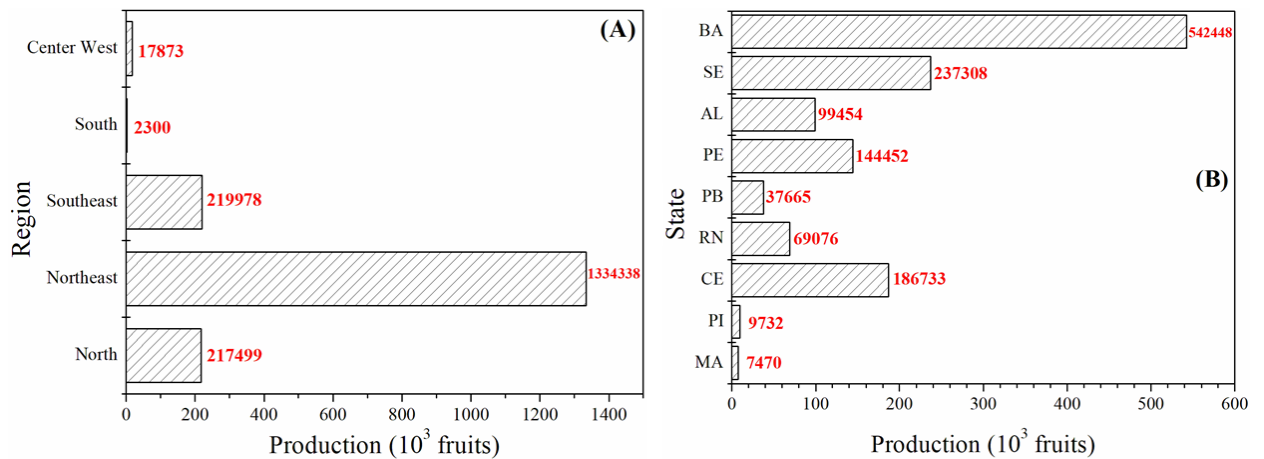 (A)
Region
Center West
17873
South
2300
Southeast
219978
Northeast
1334338
North
217499
0 200 400 600 800 1000 1200 1400
Production (10³ fruits)
(B)
State
BA
542448
SE
237308
AL
99454
PE
144452
PB
37665
RN
69076
CE
186733
PI
9732
MA
7470
0 100 200 300 400 500 600
Production (10³ fruits)